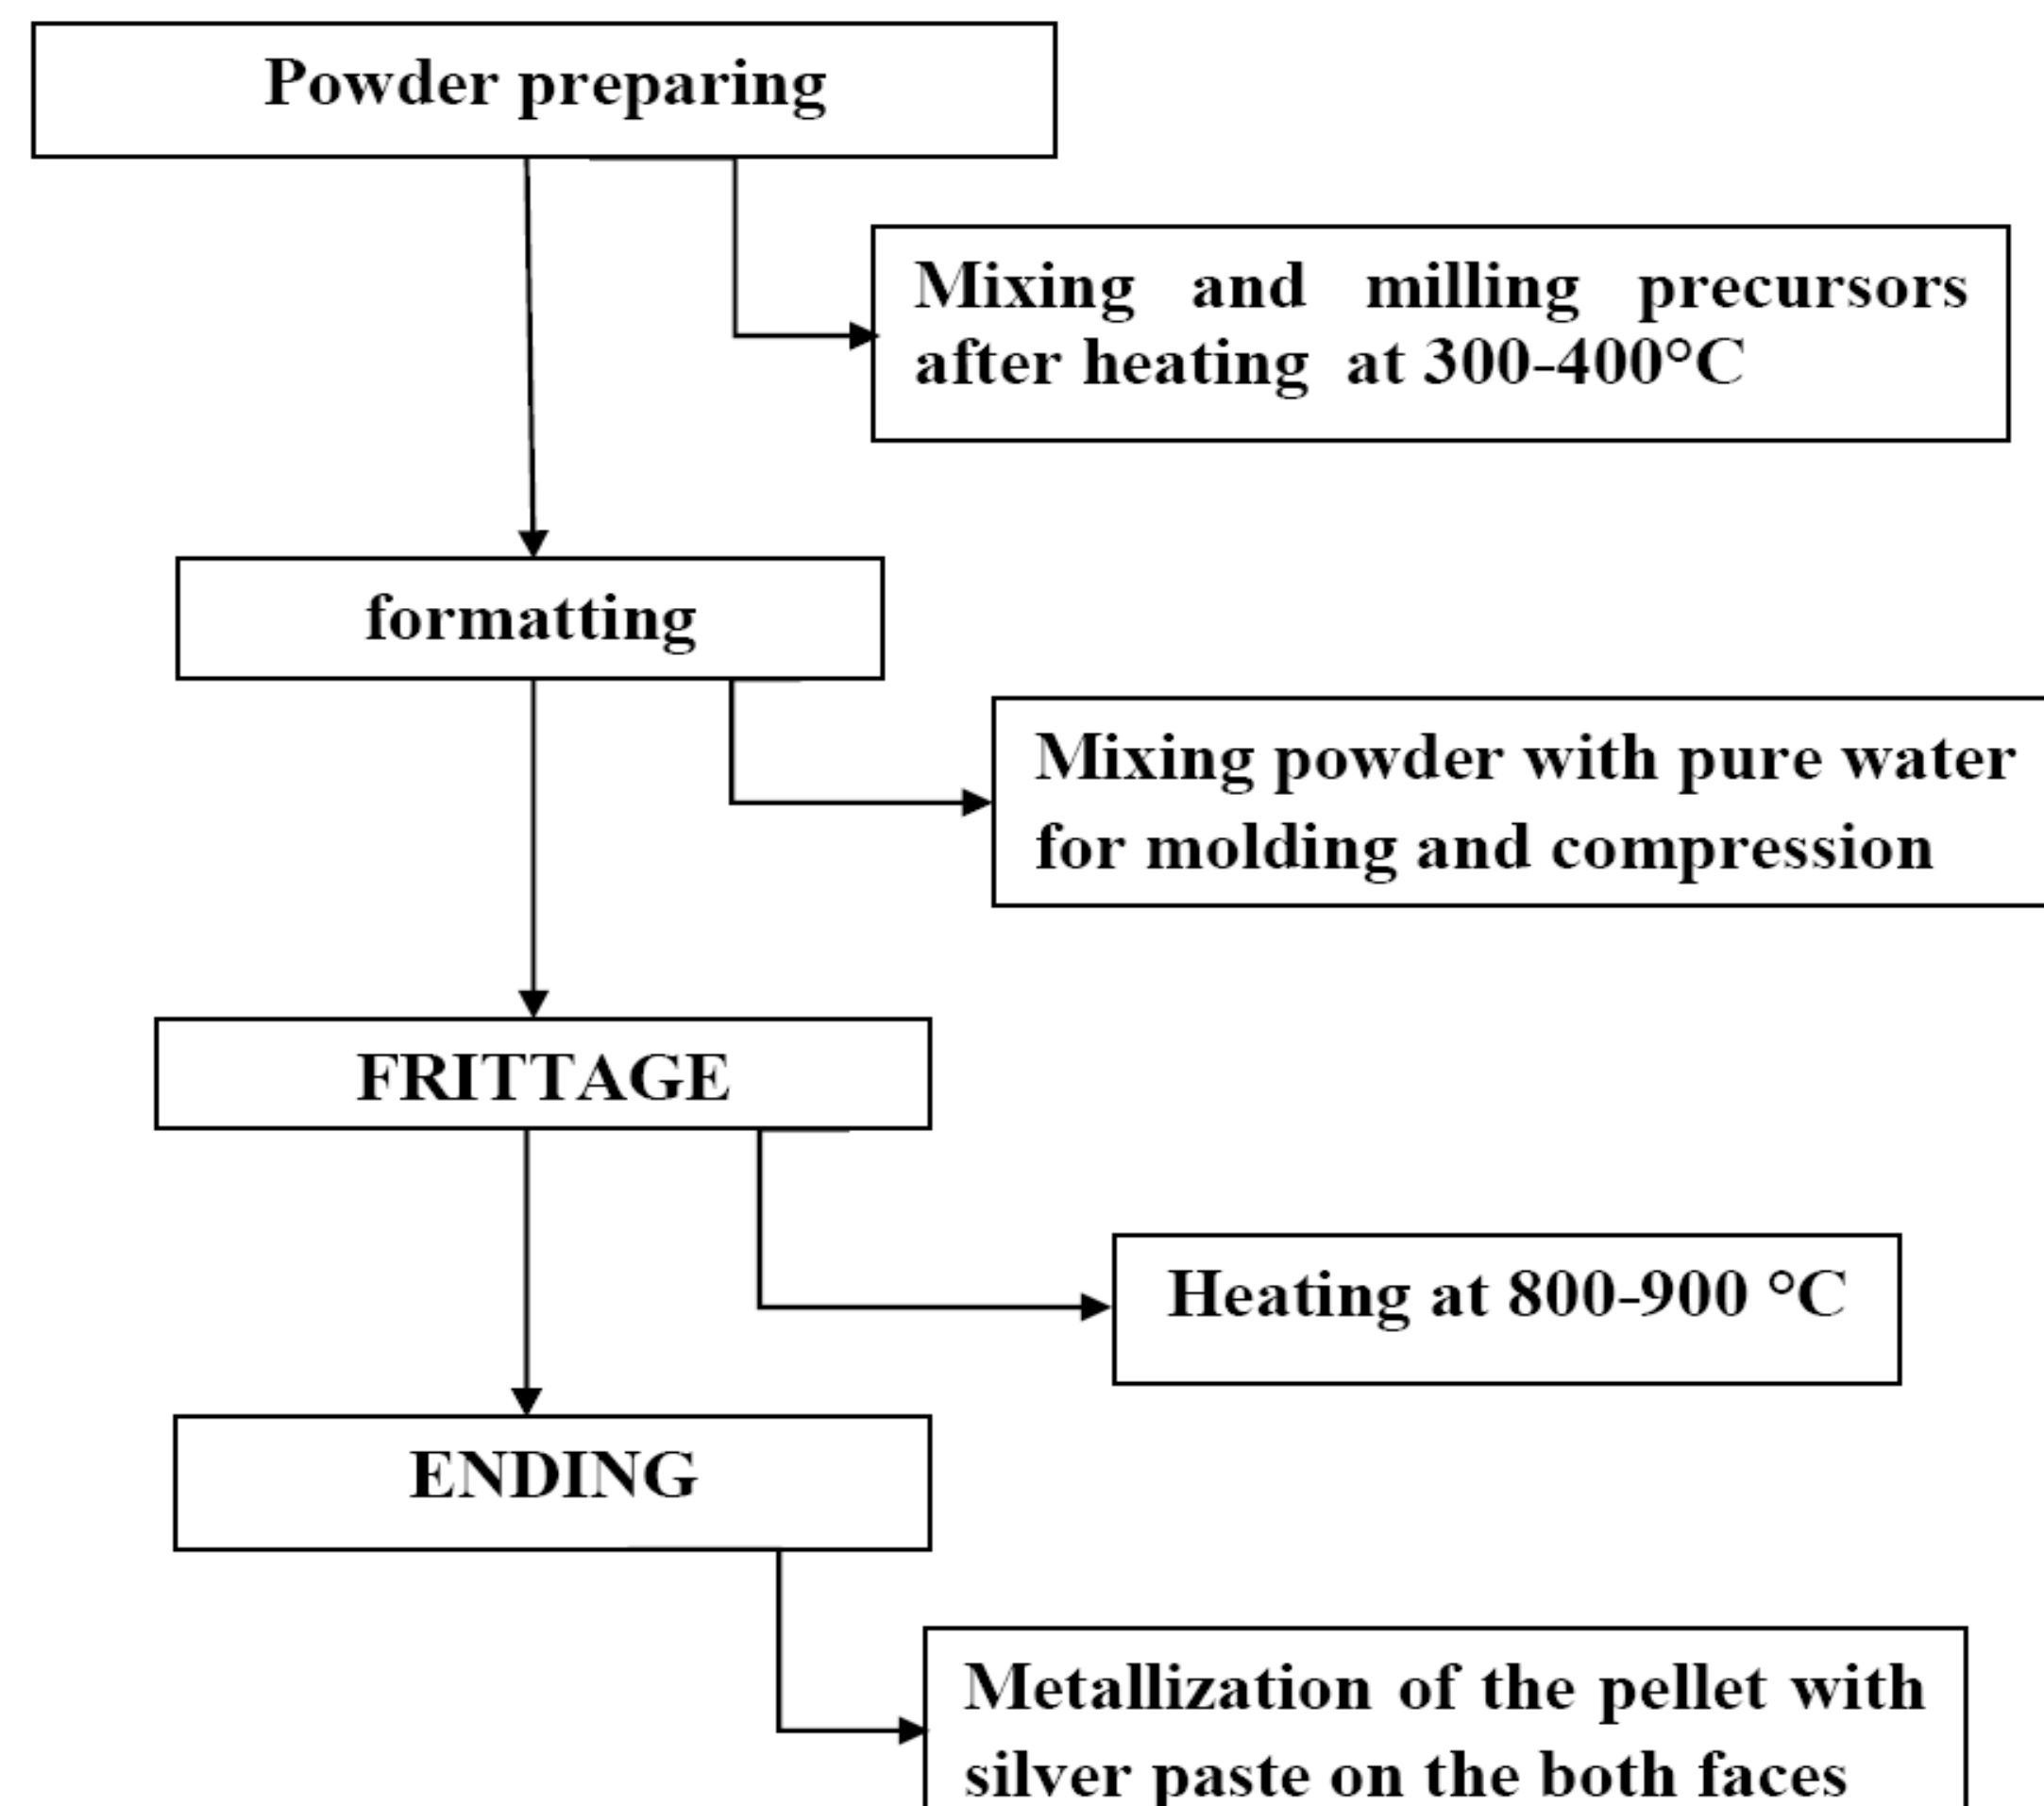 Powder preparing
Mixing and milling precursors
after heating at 300-400°C
formatting
Mixing powder with pure water
for molding and compression
FRITTAGE
Heating at 800-900 °C
ENDING
Metallization of the pellet with
silver paste on the both faces